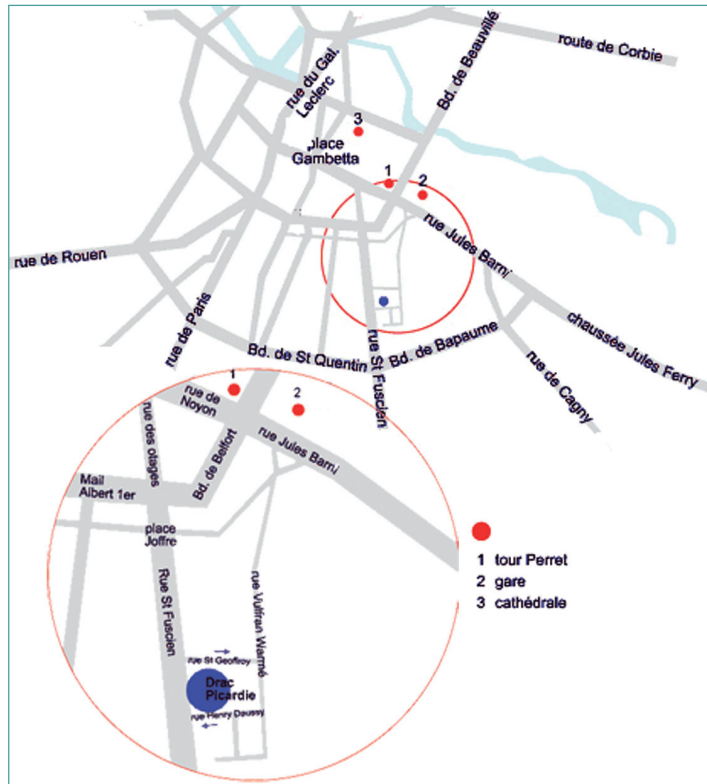 route de Corbie
Bd. de Beauvillé
rue du Gal.
Leclerc
3
place
Gambetta
1
2
rue Jules Barni
rue de Rouen
rue de Paris
Bd. de St Quentin
rue St Fuscien
Bd. de Bapaume
chaussée Jules Ferry
rue de Cagny
1
2
rue de
Noyon
rue des otages
Bd. de Belfort
rue Jules Barni
Mail
Albert 1er
place
Joffre
Rue St Fuscien
rue Vulfran Warmé
rue St Geoffroy
Drac
Picardie
rue Henry Daussy
1 tour Perret
2 gare
3 cathédrale